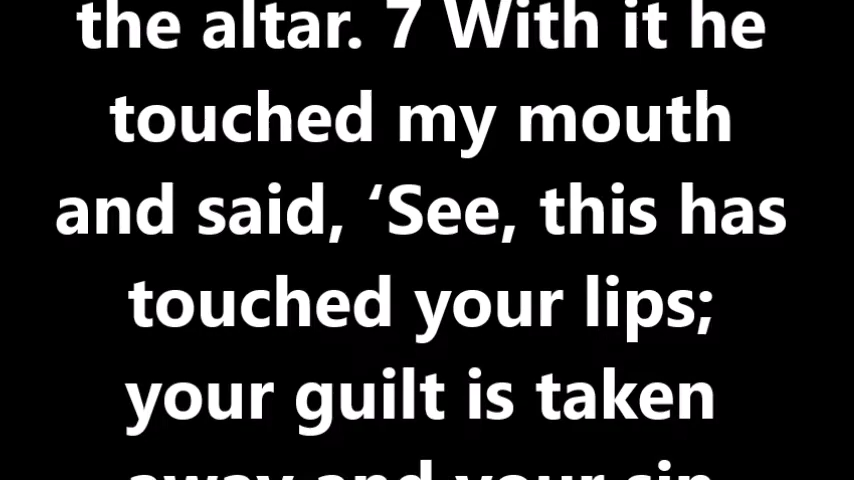 the altar. 7 With it he
touched my mouth
and said, ‘See, this has
touched your lips;
your guilt is taken
away and your sin